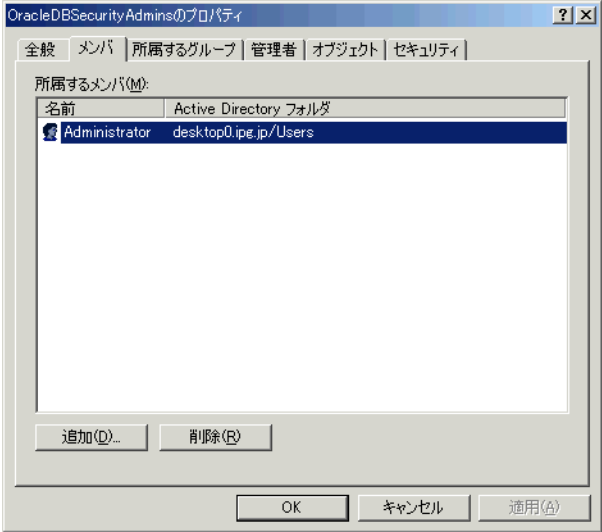 OracleDBSecurityAdminsのプロパティ ? ×
全般 メンバ 所属するグループ 管理者 オブジェクト セキュリティ
所属するメンバ(M):
名前 Active Directory フォルダ
Administrator desktop0.ipg.jp/Users
追加(D)... 削除(R)
OK キャンセル 適用(A)